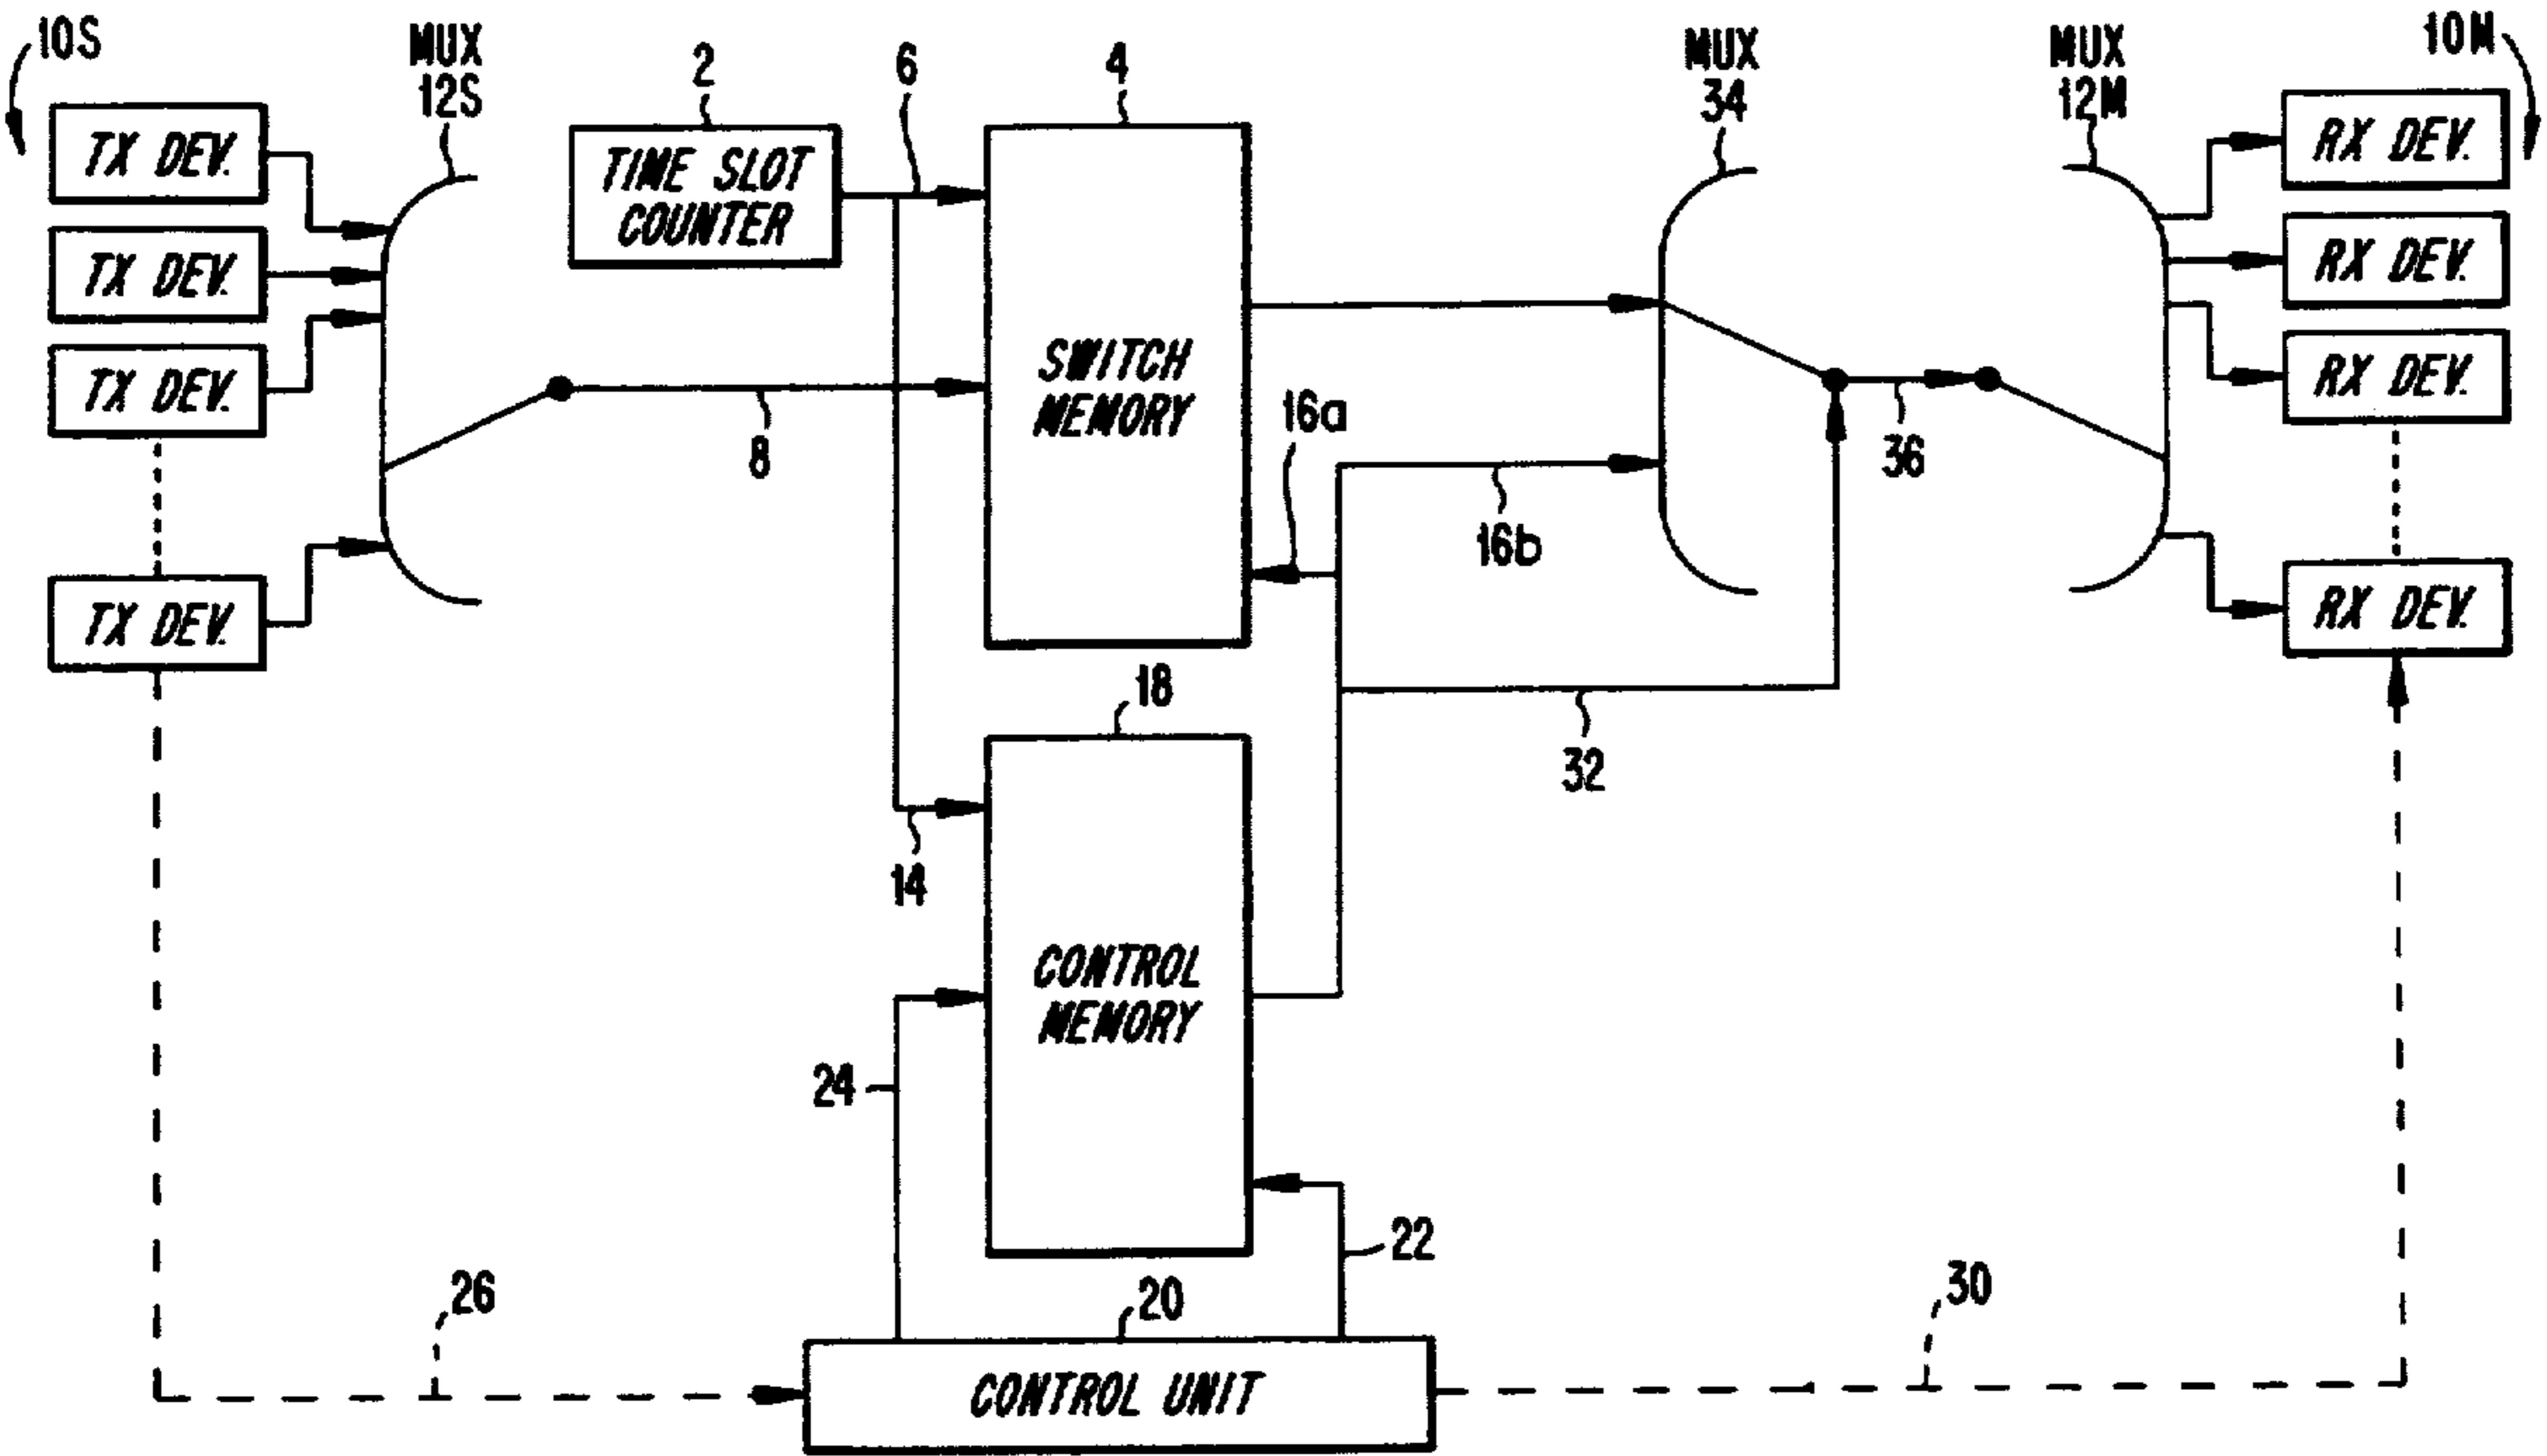 10S
MUX
12S
2
6
4
MUX
34
MUX
12M
10M
TX DEV.
TX DEV.
TX DEV.
TX DEV.
TIME SLOT
COUNTER
8
SWITCH
MEMORY
16a
16b
36
RX DEV.
RX DEV.
RX DEV.
RX DEV.
18
32
14
CONTROL
MEMORY
24
22
26
20
30
CONTROL UNIT